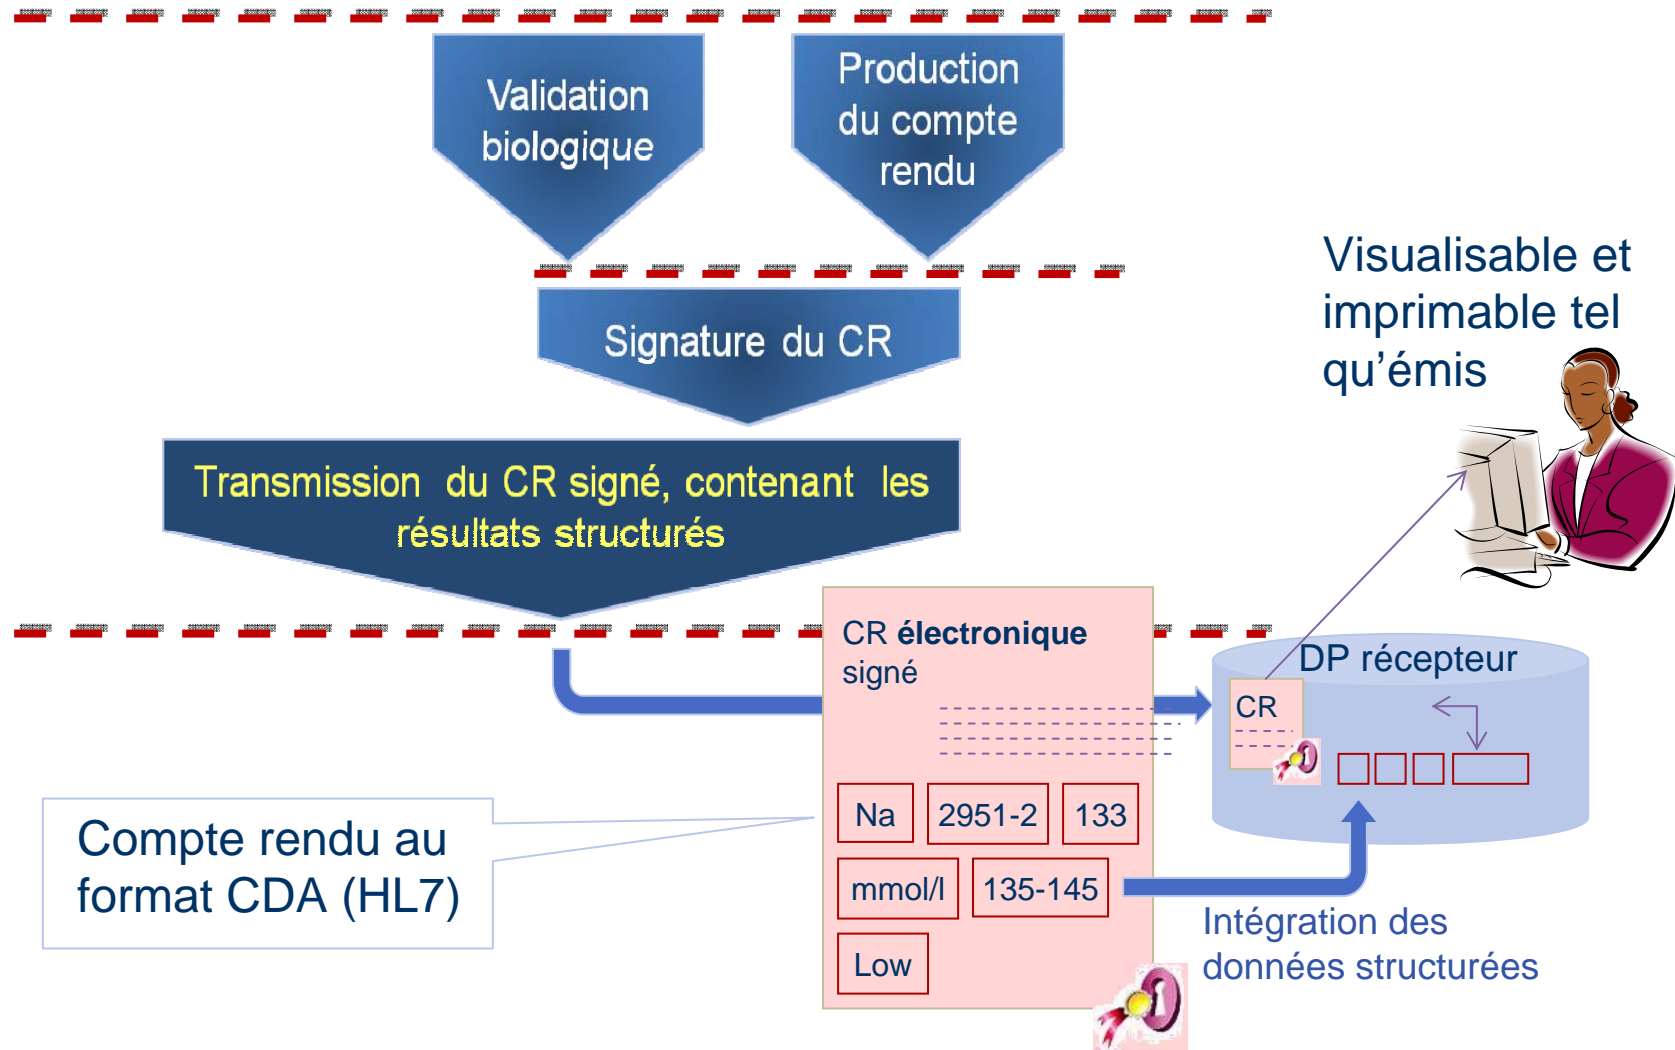 Validation
biologique
Production
du compte
rendu
Signature du CR
Transmission du CR signé, contenant les
résultats structurés
Visualisable et
imprimable tel
qu’émis
CR électronique
signé
Na 2951-2 133
mmol/l 135-145
Low
DP récepteur
CR
Compte rendu au
format CDA (HL7)
Intégration des
données structurées